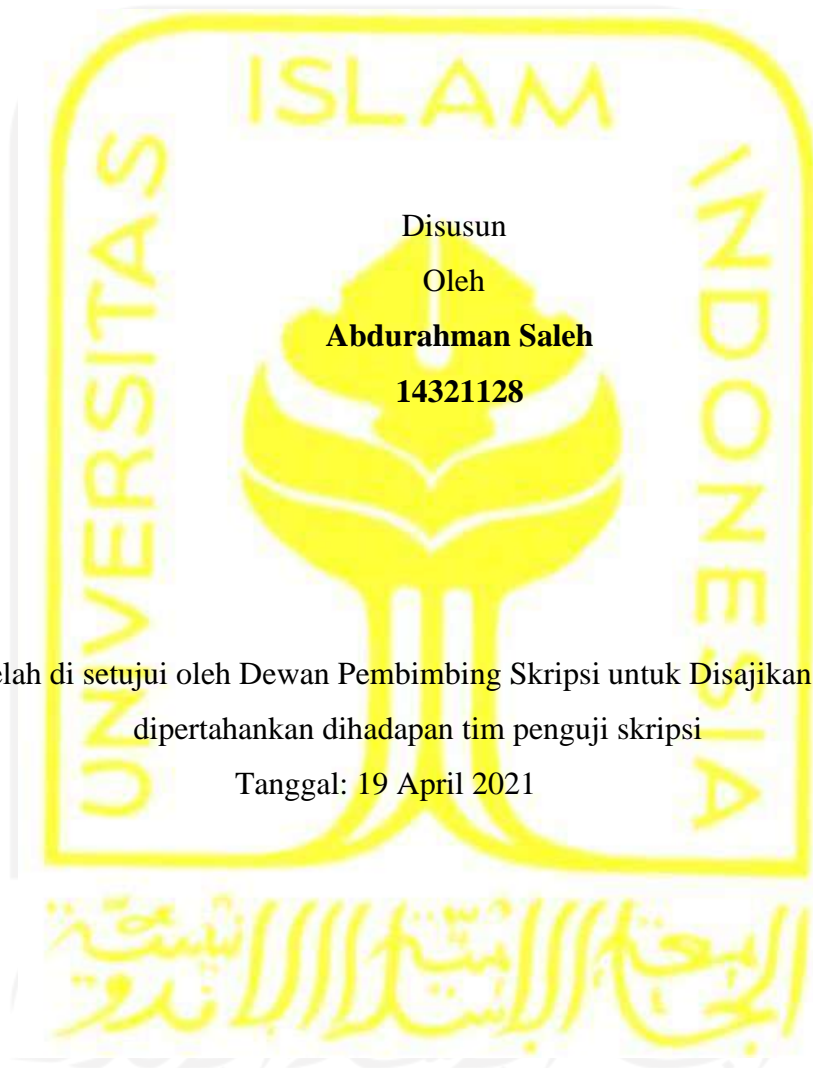 ISLAM
UNIVERSITAS
INDONESIA
Disusun
Oleh
Abdurahman Saleh
14321128
elah di setujui oleh Dewan Pembimbing Skripsi untuk Disajikan
dipertahankan dihadapan tim penguji skripsi
Tanggal: 19 April 2021